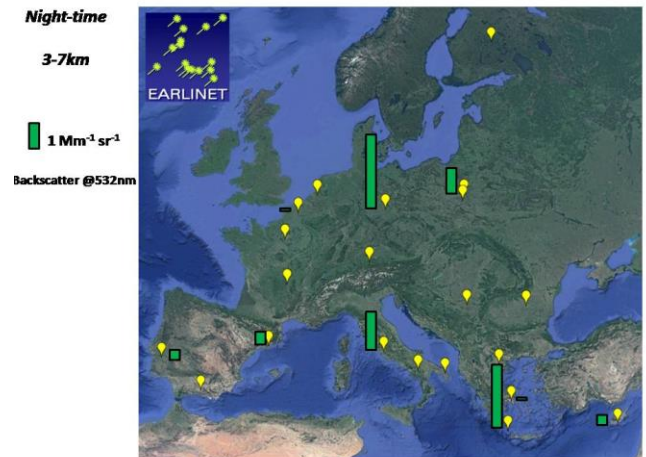 Night-time
3-7km
1 Mm⁻¹ sr⁻¹
Backscatter @532nm
EARLINET